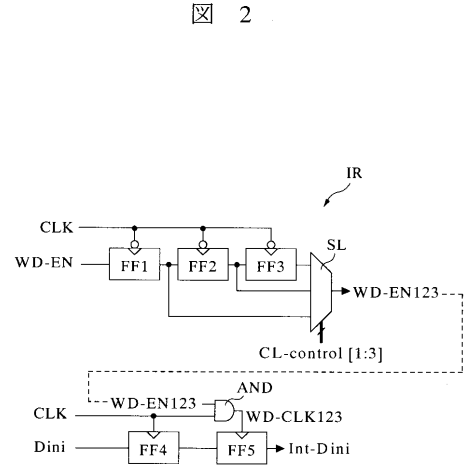 図 2
IR
CLK
SL
WD-EN
FF1
FF2
FF3
WD-EN123
CL-control [1:3]
AND
WD-EN123
CLK
WD-CLK123
Dini
FF4
FF5
Int-Dini